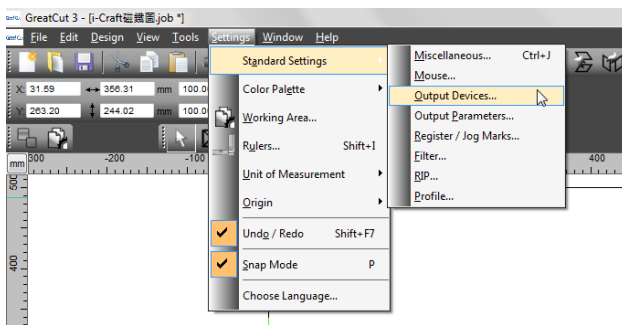 GreatCut 3 - [i-Craft磁鐵圖.job *]
File Edit Design View Tools Settings Window Help
X: 31.59 356.31 mm 100.0
Y: 263.20 244.02 mm 100.0
mm 300 -200 -100 400
500
400
Standard Settings
Color Palette
Working Area...
Rulers... Shift+I
Unit of Measurement
Origin
Undo / Redo Shift+F7
Snap Mode P
Choose Language...
Miscellaneous... Ctrl+J
Mouse...
Output Devices...
Output Parameters...
Register / Jog Marks...
Filter...
RIP...
Profile...